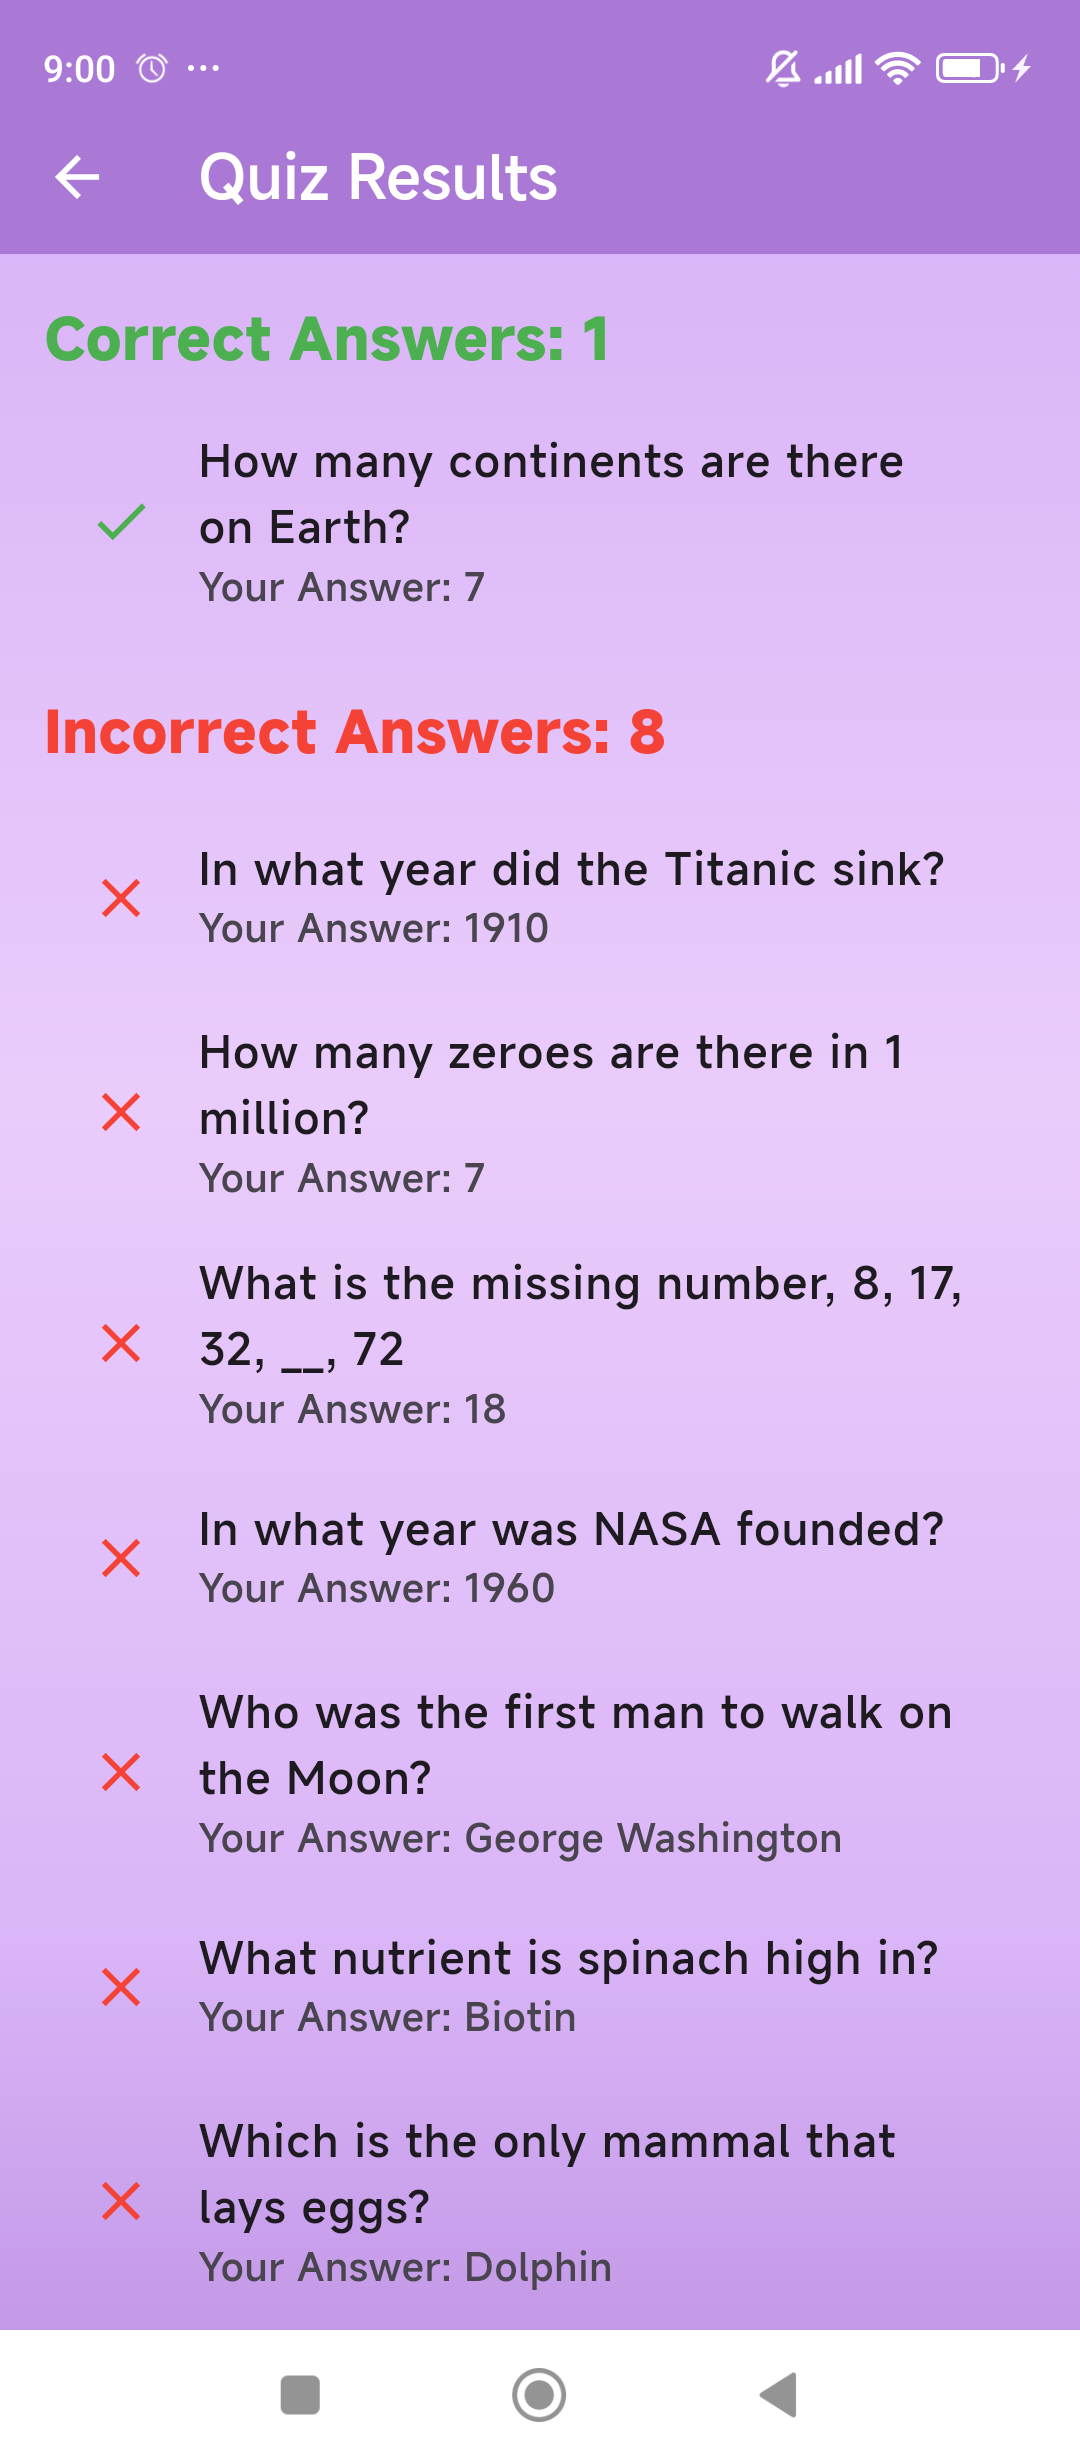 9:00
Quiz Results
Correct Answers: 1
How many continents are there
on Earth?
Your Answer: 7
Incorrect Answers: 8
In what year did the Titanic sink?
Your Answer: 1910
How many zeroes are there in 1
million?
Your Answer: 7
What is the missing number, 8, 17,
32, __, 72
Your Answer: 18
In what year was NASA founded?
Your Answer: 1960
Who was the first man to walk on
the Moon?
Your Answer: George Washington
What nutrient is spinach high in?
Your Answer: Biotin
Which is the only mammal that
lays eggs?
Your Answer: Dolphin